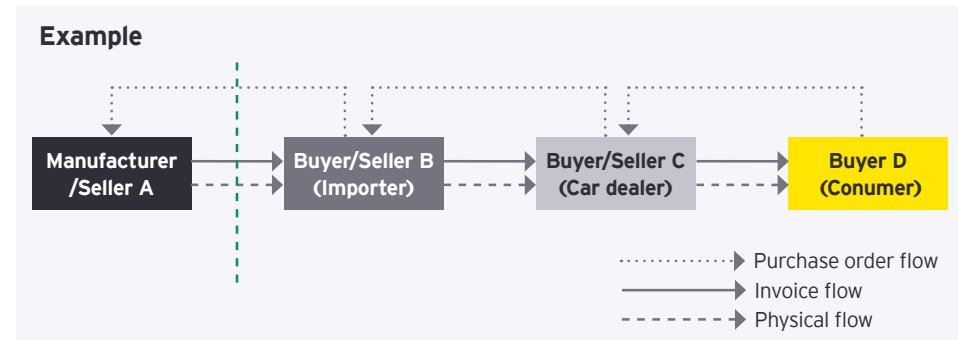 Example
Manufacturer
/Seller A
Buyer/Seller B
(Importer)
Buyer/Seller C
(Car dealer)
Buyer D
(Conumer)
Purchase order flow
Invoice flow
Physical flow